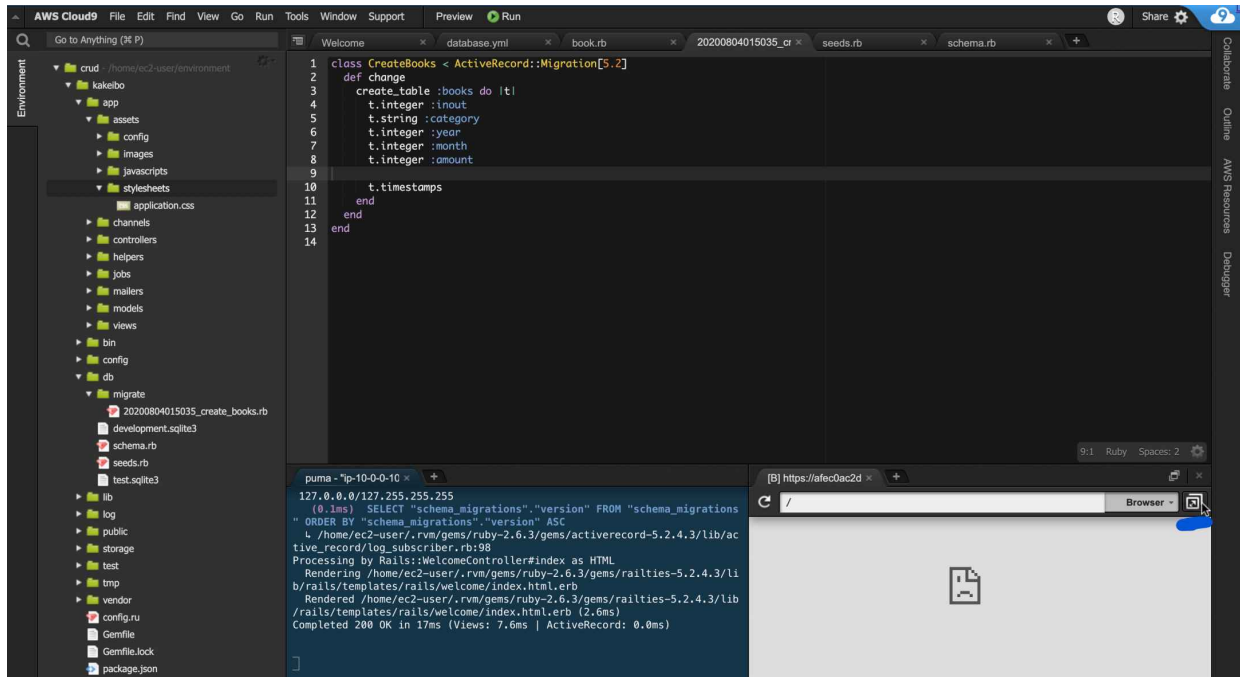 AWS Cloud9 File Edit Find View Go Run Tools Window Support Preview Run Share
Go to Anything (⌘ P)
Welcome database.yml book.rb 20200804015035_cr seeds.rb schema.rb
Environment
crud - /home/ec2-user/environment
kakeibo
app
assets
config
images
javascripts
stylesheets
application.css
channels
controllers
helpers
jobs
mailers
models
views
bin
config
db
migrate
20200804015035_create_books.rb
development.sqlite3
schema.rb
seeds.rb
test.sqlite3
lib
log
public
storage
test
tmp
vendor
config.ru
Gemfile
Gemfile.lock
package.json
1 class CreateBooks < ActiveRecord::Migration[5.2]
2 def change
3 create_table :books do |t|
4 t.integer :inout
5 t.string :category
6 t.integer :year
7 t.integer :month
8 t.integer :amount
9
10 t.timestamps
11 end
12 end
13 end
14
9:1 Ruby Spaces: 2
puma - "ip-10-0-0-10
127.0.0.0/127.255.255.255
(0.1ms) SELECT "schema_migrations"."version" FROM "schema_migrations
" ORDER BY "schema_migrations"."version" ASC
↳ /home/ec2-user/.rvm/gems/ruby-2.6.3/gems/activerecord-5.2.4.3/lib/ac
tive_record/log_subscriber.rb:98
Processing by Rails::WelcomeController#index as HTML
Rendering /home/ec2-user/.rvm/gems/ruby-2.6.3/gems/railties-5.2.4.3/li
b/rails/templates/rails/welcome/index.html.erb
Rendered /home/ec2-user/.rvm/gems/ruby-2.6.3/gems/railties-5.2.4.3/lib
/rails/templates/rails/welcome/index.html.erb (2.6ms)
Completed 200 OK in 17ms (Views: 7.6ms | ActiveRecord: 0.0ms)
[B] https://afec0ac2d
/ Browser
Collaborate
Outline
AWS Resources
Debugger